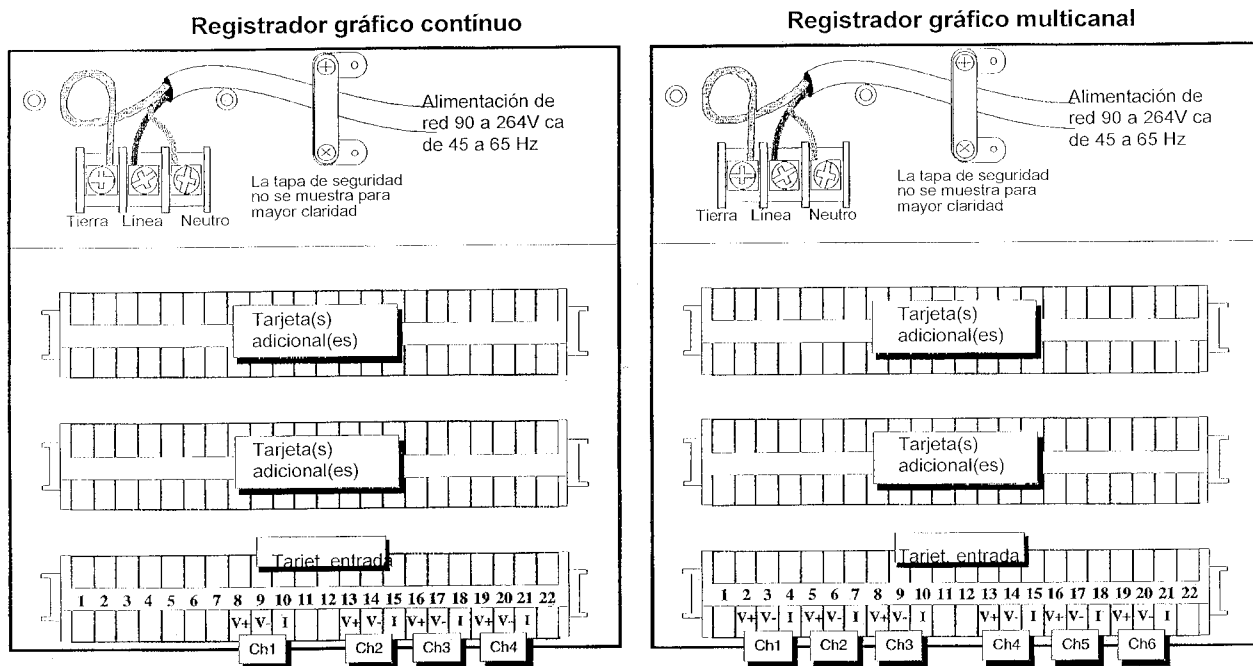 Registrador gráfico contínuo
Alimentación de
red 90 a 264V ca
de 45 a 65 Hz
La tapa de seguridad
no se muestra para
mayor claridad
Tierra Línea Neutro
Tarjeta(s)
adicional(es)
Tarjeta(s)
adicional(es)
Tarjet. entrada
1 2 3 4 5 6 7 8 9 10 11 12 13 14 15 16 17 18 19 20 21 22
V+ V- I V+ V- I V+ V- I V+ V- I
Ch1 Ch2 Ch3 Ch4
Registrador gráfico multicanal
Alimentación de
red 90 a 264V ca
de 45 a 65 Hz
La tapa de seguridad
no se muestra para
mayor claridad
Tierra Línea Neutro
Tarjeta(s)
adicional(es)
Tarjeta(s)
adicional(es)
Tarjet. entrada
1 2 3 4 5 6 7 8 9 10 11 12 13 14 15 16 17 18 19 20 21 22
V+ V- I V+ V- I V+ V- I V+ V- I V+ V- I V+ V- I
Ch1 Ch2 Ch3 Ch4 Ch5 Ch6